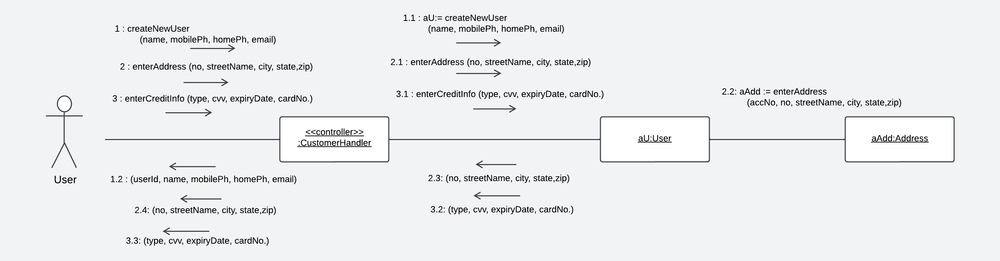 1 : createNewUser
(name, mobilePh, homePh, email)
2 : enterAddress (no, streetName, city, state,zip)
3 : enterCreditInfo (type, cvv, expiryDate, cardNo.)
1.1 : aU:= createNewUser
(name, mobilePh, homePh, email)
2.1 : enterAddress (no, streetName, city, state,zip)
3.1 : enterCreditInfo (type, cvv, expiryDate, cardNo.)
2.2: aAdd := enterAddress
(accNo, no, streetName, city, state,zip)
User
<<controller>>
:CustomerHandler
aU:User
aAdd:Address
1.2 : (userId, name, mobilePh, homePh, email)
2.4: (no, streetName, city, state,zip)
3.3: (type, cvv, expiryDate, cardNo.)
2.3: (no, streetName, city, state,zip)
3.2: (type, cvv, expiryDate, cardNo.)